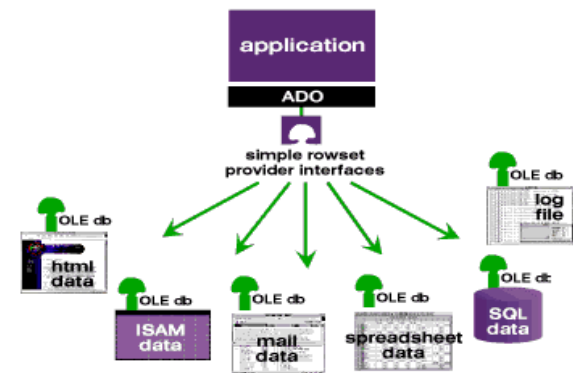 application
ADO
simple rowset
provider interfaces
OLE db
log
file
OLE db
html
data
OLE db
ISAM
data
OLE db
mail
data
OLE db
spreadsheet
data
OLE dt
SQL
data